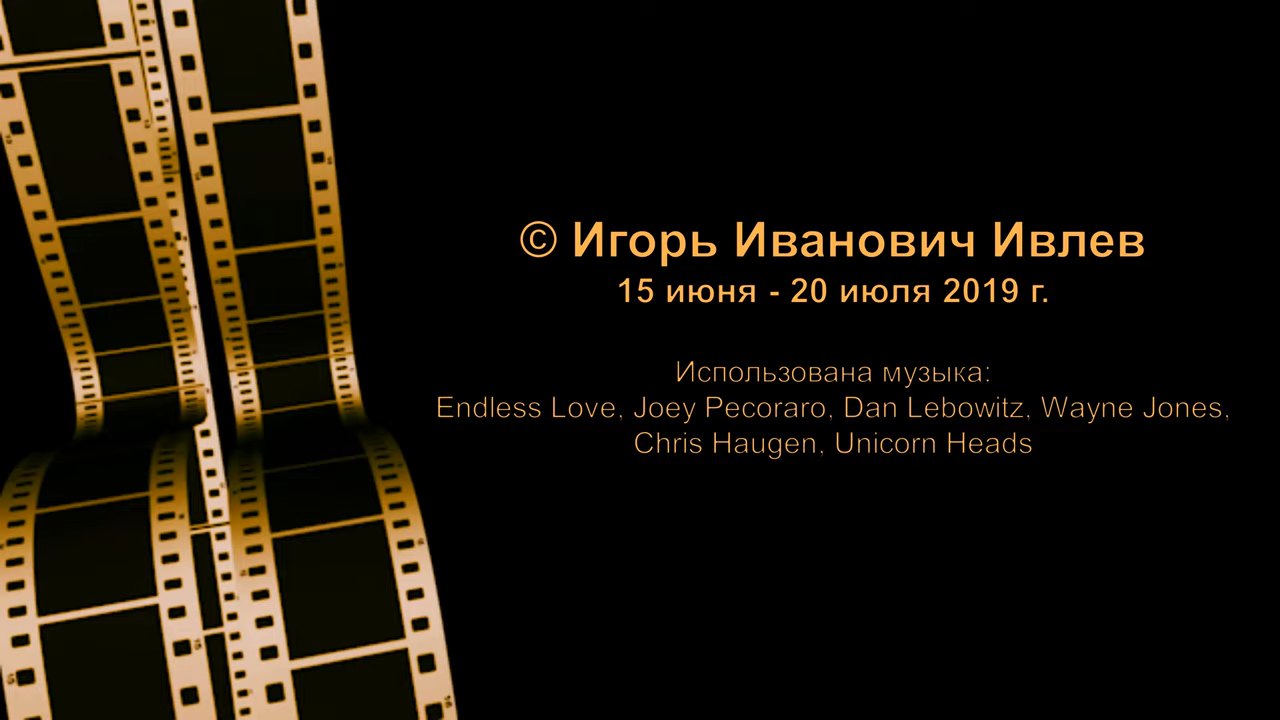 © Игорь Иванович Ивлев
15 июня - 20 июля 2019 г.
Использована музыка:
Endless Love, Joey Pecoraro, Dan Lebowitz, Wayne Jones,
Chris Haugen, Unicorn Heads